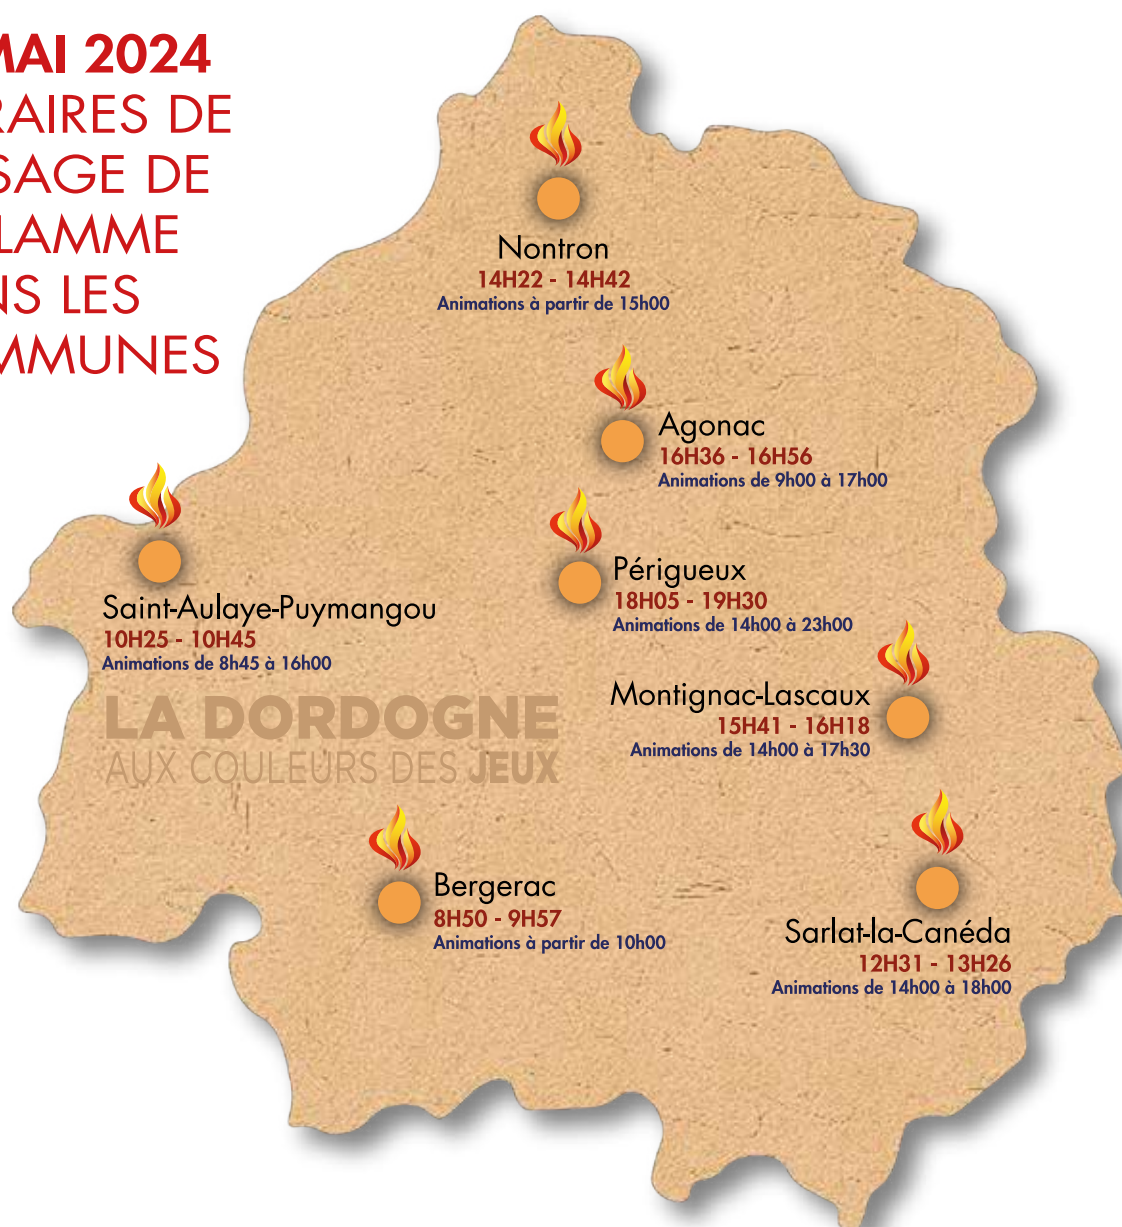 MAI 2024
RAIRES DE
SAGE DE
LAMME
NS LES
MMUNES
Nontron
14H22 - 14H42
Animations à partir de 15h00
Agonac
16H36 - 16H56
Animations de 9h00 à 17h00
Périgueux
18H05 - 19H30
Animations de 14h00 à 23h00
Saint-Aulaye-Puymangou
10H25 - 10H45
Animations de 8h45 à 16h00
Montignac-Lascaux
15H41 - 16H18
Animations de 14h00 à 17h30
LA DORDOGNE
AUX COULEURS DES JEUX
Bergerac
8H50 - 9H57
Animations à partir de 10h00
Sarlat-la-Canéda
12H31 - 13H26
Animations de 14h00 à 18h00